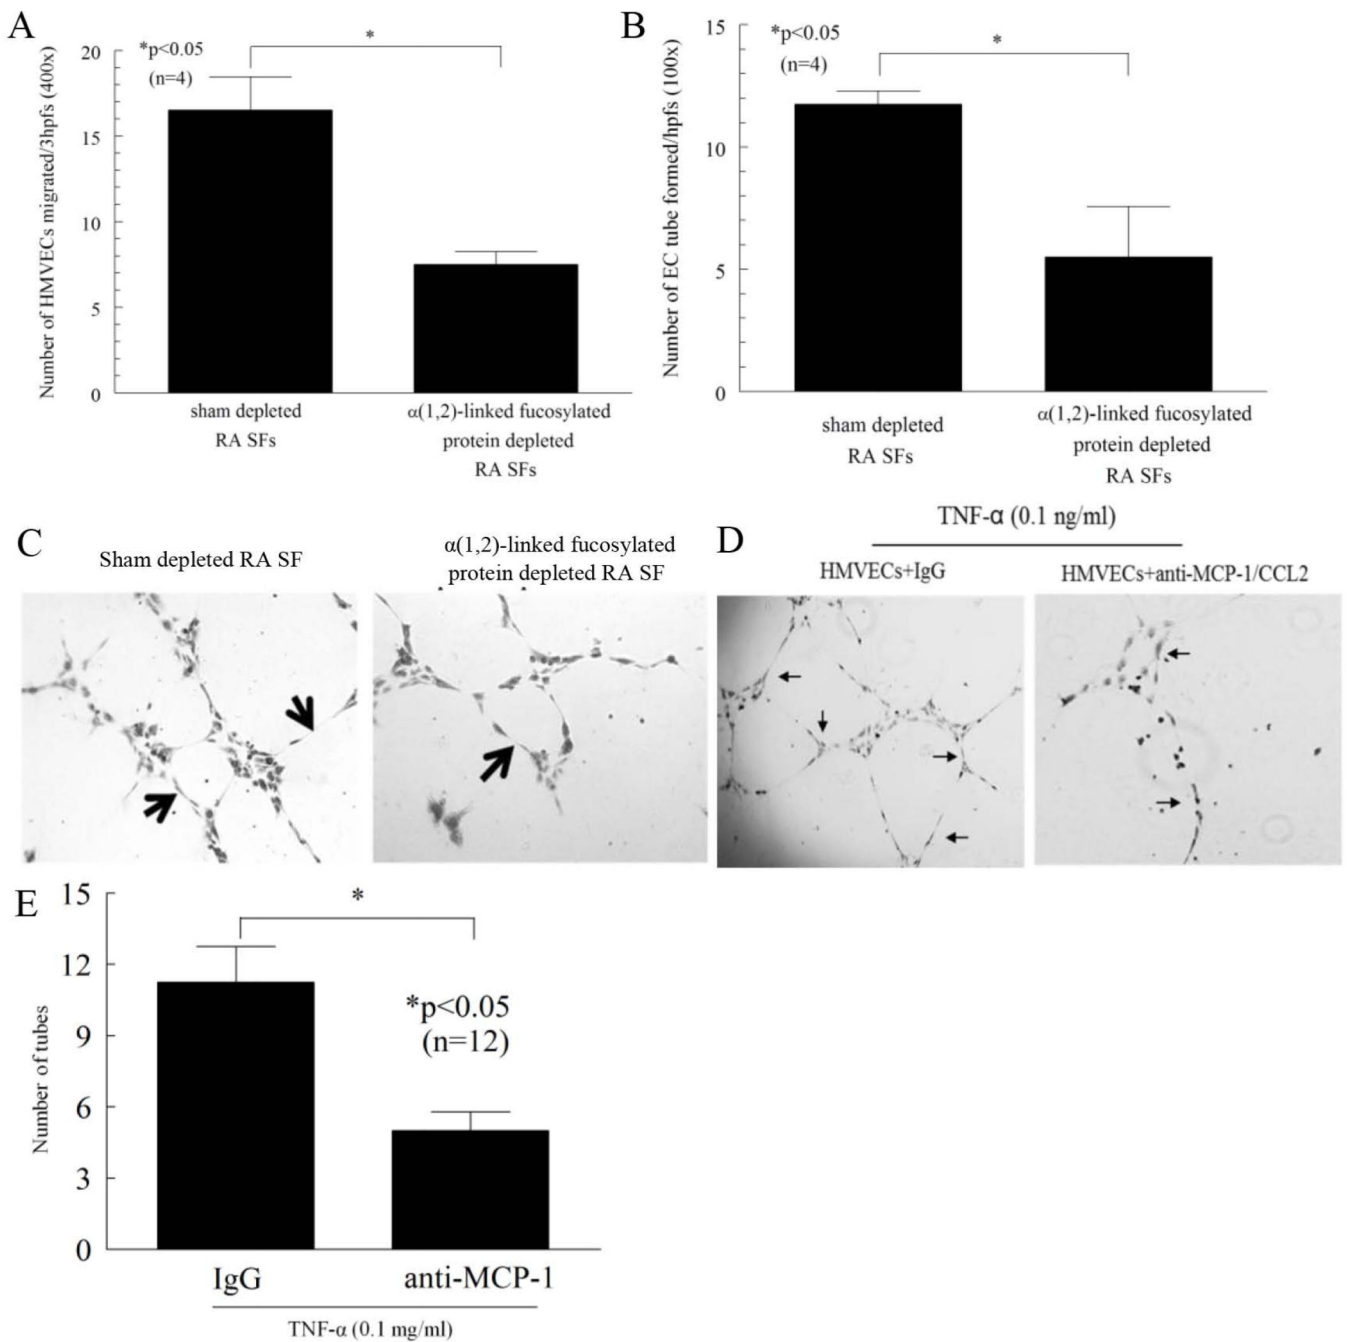 A
Number of HMVECs migrated/3hpfs (400x)
20
15
10
5
0
*p<0.05
(n=4)
*
sham depleted
RA SFs
α(1,2)-linked fucosylated
protein depleted
RA SFs
B
Number of EC tube formed/hpfs (100x)
15
10
5
0
*p<0.05
(n=4)
*
sham depleted
RA SFs
α(1,2)-linked fucosylated
protein depleted
RA SFs
C
Sham depleted RA SF
α(1,2)-linked fucosylated
protein depleted RA SF
D
TNF-α (0.1 ng/ml)
HMVECs+IgG
HMVECs+anti-MCP-1/CCL2
E
Number of tubes
15
12
9
6
3
0
*
*p<0.05
(n=12)
IgG
anti-MCP-1
TNF-α (0.1 mg/ml)